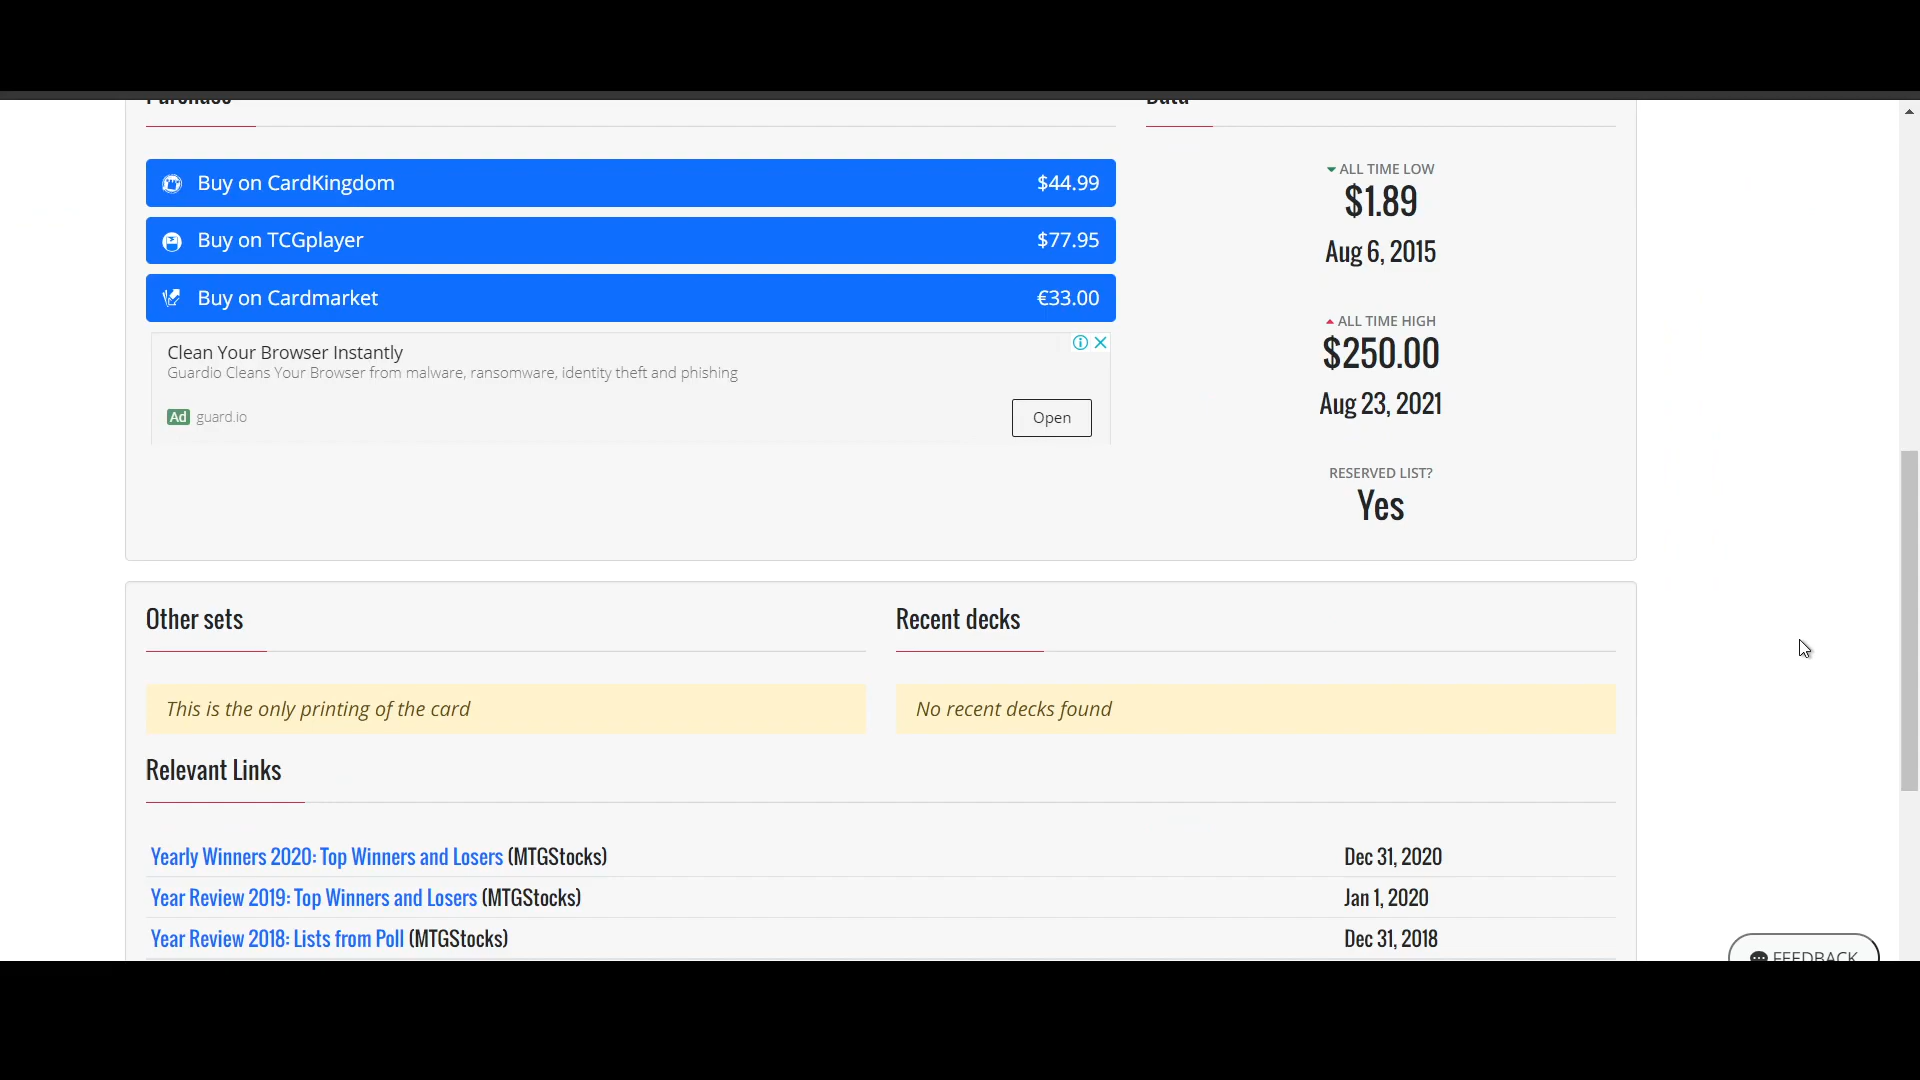 Purchase
Data
Buy on CardKingdom $44.99
Buy on TCGplayer $77.95
Buy on Cardmarket €33.00
Clean Your Browser Instantly
Guardio Cleans Your Browser from malware, ransomware, identity theft and phishing
Ad guard.io
Open
ALL TIME LOW
$1.89
Aug 6, 2015
ALL TIME HIGH
$250.00
Aug 23, 2021
RESERVED LIST?
Yes
Other sets
This is the only printing of the card
Recent decks
No recent decks found
Relevant Links
Yearly Winners 2020: Top Winners and Losers (MTGStocks) Dec 31, 2020
Year Review 2019: Top Winners and Losers (MTGStocks) Jan 1, 2020
Year Review 2018: Lists from Poll (MTGStocks) Dec 31, 2018
FEEDBACK